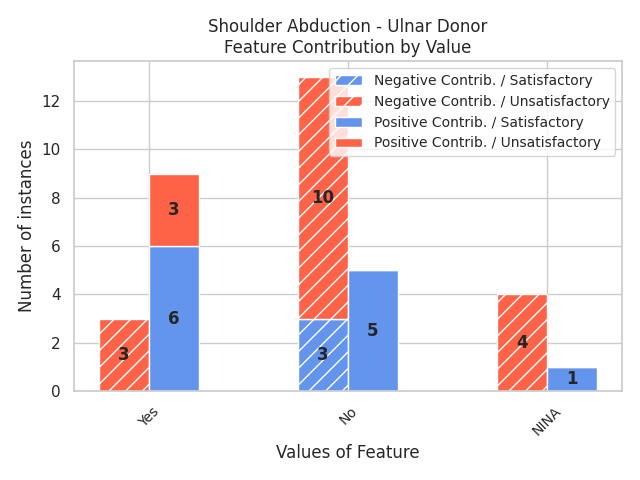 Shoulder Abduction - Ulnar Donor
Feature Contribution by Value
Negative Contrib. / Satisfactory
Negative Contrib. / Unsatisfactory
Positive Contrib. / Satisfactory
Positive Contrib. / Unsatisfactory
Number of instances
12
10
8
6
4
2
0
3
3
6
10
3
5
4
1
Yes
No
NINA
Values of Feature